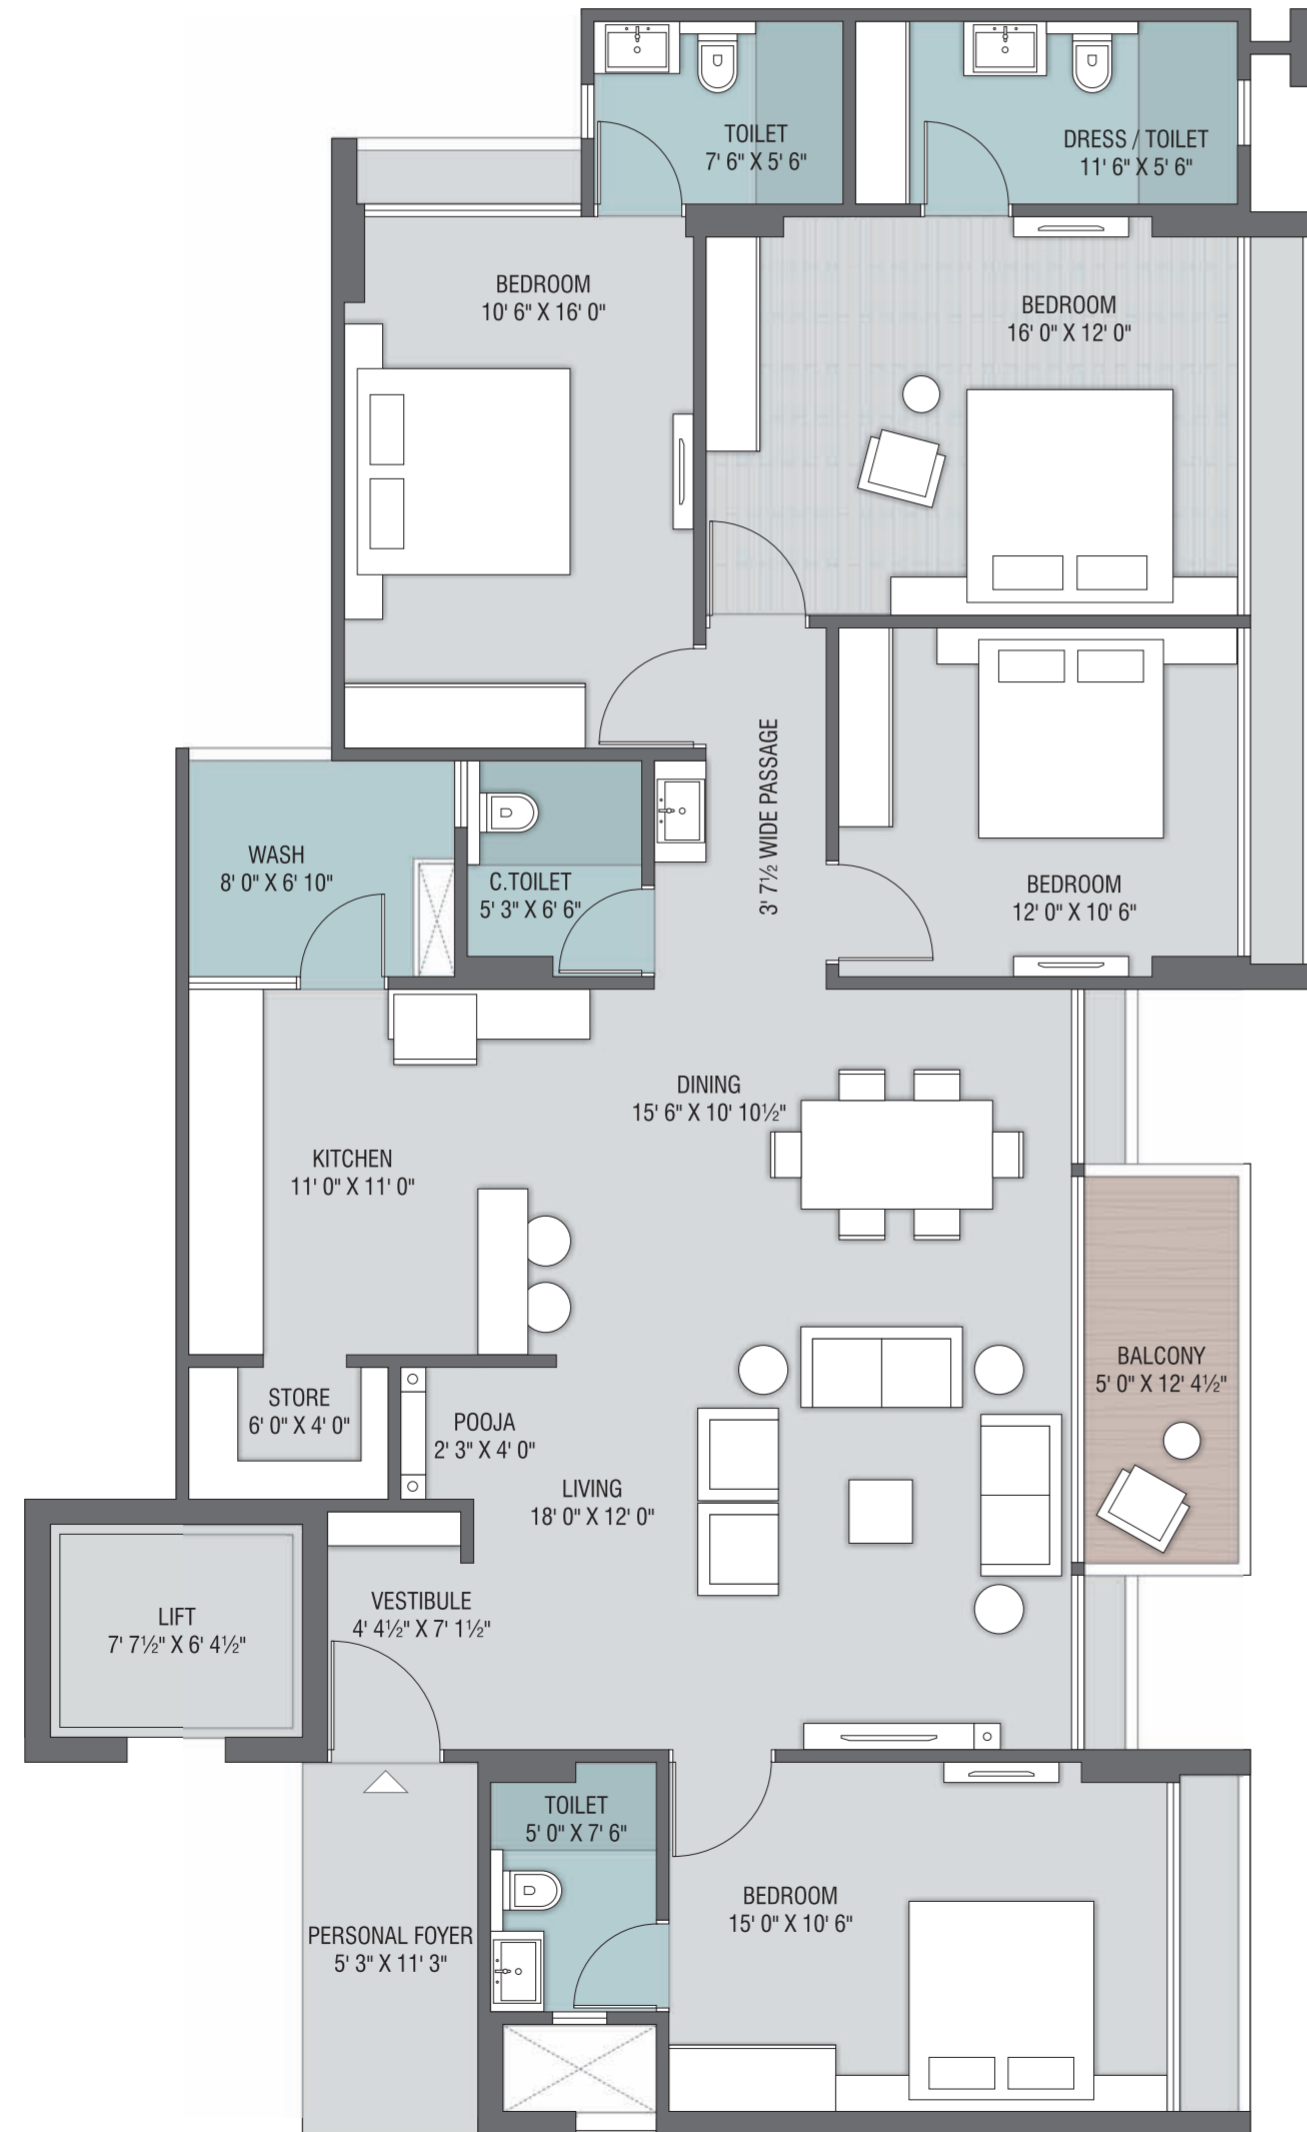 TOILET
7' 6" X 5' 6"
DRESS / TOILET
11' 6" X 5' 6"
BEDROOM
10' 6" X 16' 0"
BEDROOM
16' 0" X 12' 0"
3' 7½ WIDE PASSAGE
WASH
8' 0" X 6' 10"
C.TOILET
5' 3" X 6' 6"
BEDROOM
12' 0" X 10' 6"
DINING
15' 6" X 10' 10½"
KITCHEN
11' 0" X 11' 0"
BALCONY
5' 0" X 12' 4½"
STORE
6' 0" X 4' 0"
POOJA
2' 3" X 4' 0"
LIVING
18' 0" X 12' 0"
VESTIBULE
4' 4½" X 7' 1½"
LIFT
7' 7½" X 6' 4½"
TOILET
5' 0" X 7' 6"
BEDROOM
15' 0" X 10' 6"
PERSONAL FOYER
5' 3" X 11' 3"